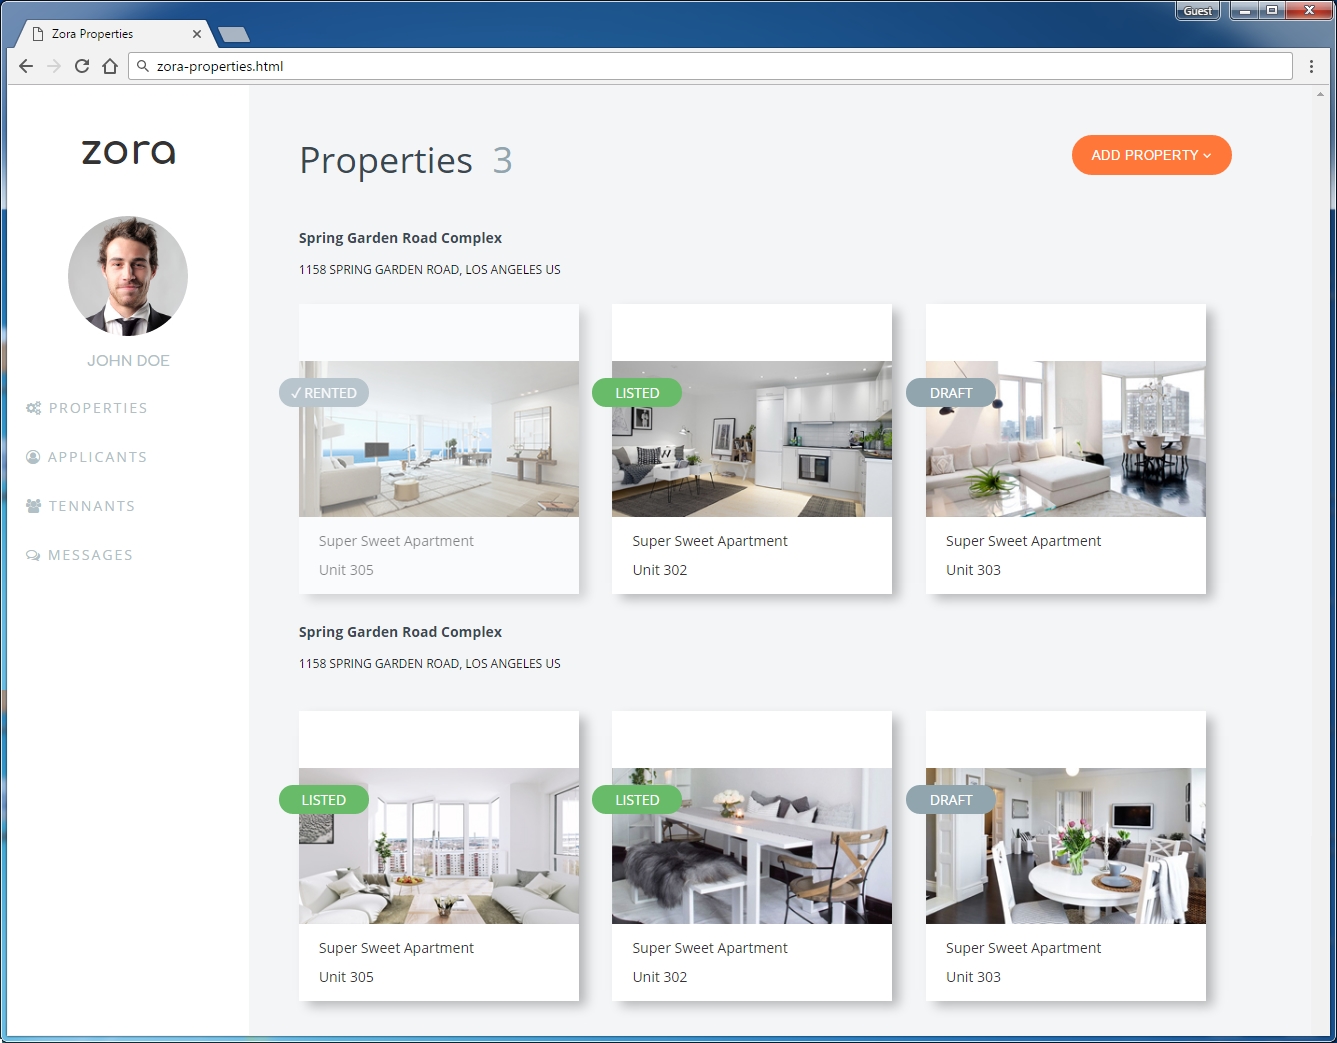 Guest
Zora Properties
zora-properties.html
zora
Properties 3
ADD PROPERTY
JOHN DOE
PROPERTIES
APPLICANTS
TENNANTS
MESSAGES
Spring Garden Road Complex
1158 SPRING GARDEN ROAD, LOS ANGELES US
✓ RENTED
LISTED
DRAFT
Super Sweet Apartment
Unit 305
Super Sweet Apartment
Unit 302
Super Sweet Apartment
Unit 303
Spring Garden Road Complex
1158 SPRING GARDEN ROAD, LOS ANGELES US
LISTED
LISTED
DRAFT
Super Sweet Apartment
Unit 305
Super Sweet Apartment
Unit 302
Super Sweet Apartment
Unit 303